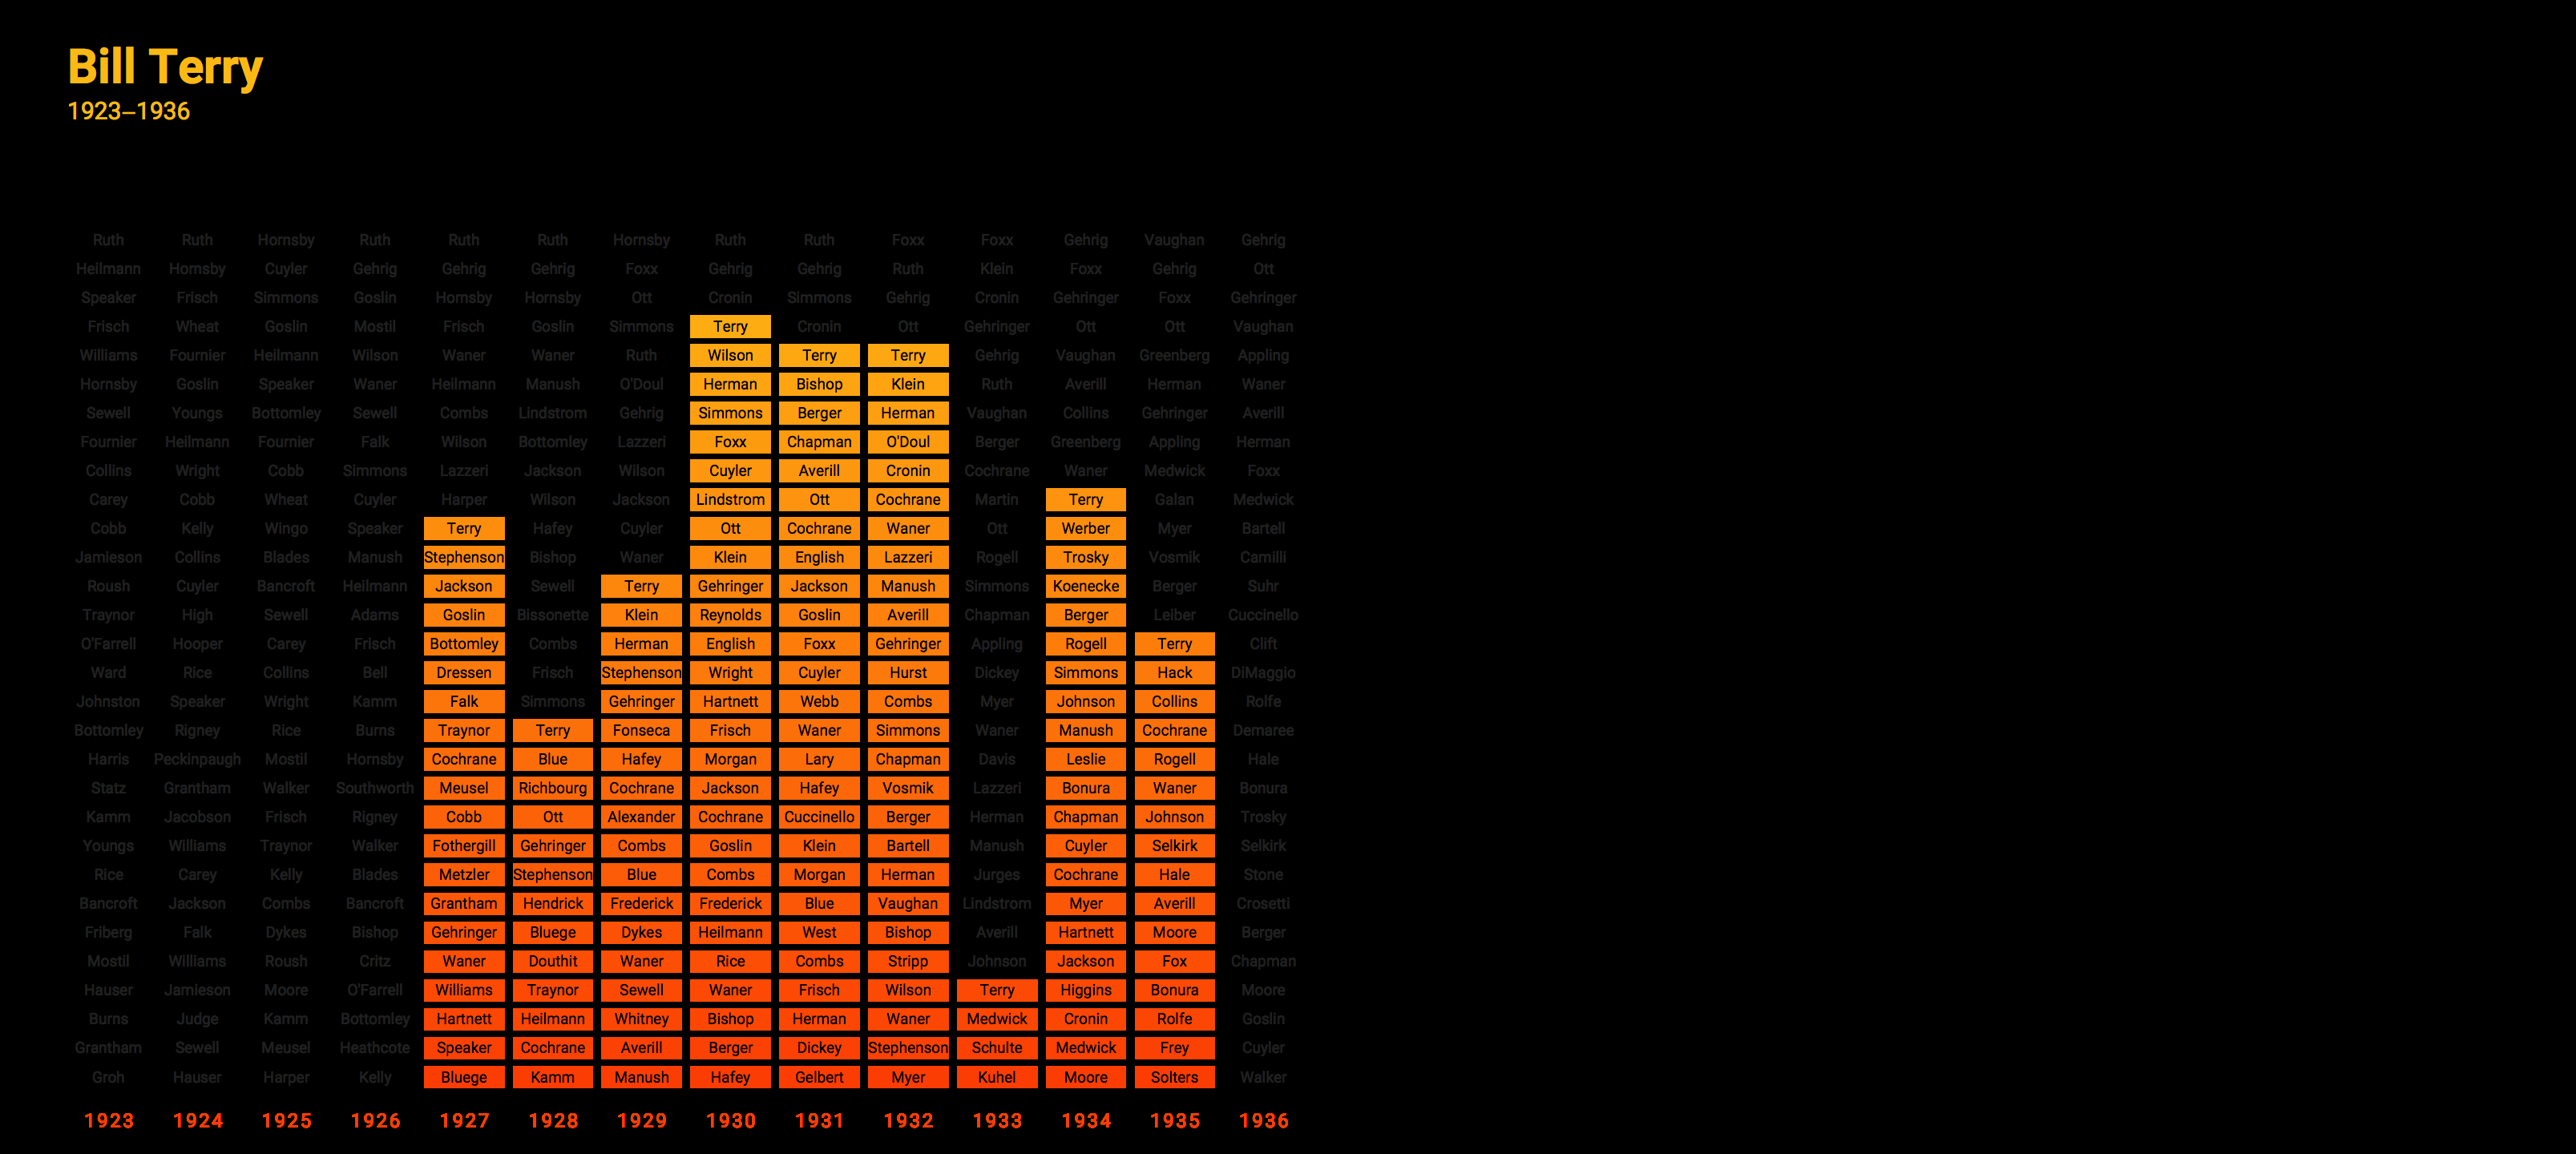 Bill Terry
1923–1936
Ruth Ruth Hornsby Ruth Ruth Ruth Hornsby Ruth Ruth Foxx Foxx Gehrig Vaughan Gehrig
Heilmann Hornsby Cuyler Gehrig Gehrig Gehrig Foxx Gehrig Gehrig Ruth Klein Foxx Gehrig Ott
Speaker Frisch Simmons Goslin Hornsby Hornsby Ott Cronin Simmons Gehrig Cronin Gehringer Foxx Gehringer
Frisch Wheat Goslin Mostil Frisch Goslin Simmons Terry Cronin Ott Gehringer Ott Ott Vaughan
Williams Fournier Heilmann Wilson Waner Waner Ruth Wilson Terry Terry Gehrig Vaughan Greenberg Appling
Hornsby Goslin Speaker Waner Heilmann Manush O'Doul Herman Bishop Klein Ruth Averill Herman Waner
Sewell Youngs Bottomley Sewell Combs Lindstrom Gehrig Simmons Berger Herman Vaughan Collins Gehringer Averill
Fournier Heilmann Fournier Falk Wilson Bottomley Lazzeri Foxx Chapman O'Doul Berger Greenberg Appling Herman
Collins Wright Cobb Simmons Lazzeri Jackson Wilson Cuyler Averill Cronin Cochrane Waner Medwick Foxx
Carey Cobb Wheat Cuyler Harper Wilson Jackson Lindstrom Ott Cochrane Martin Terry Galan Medwick
Cobb Kelly Wingo Speaker Terry Hafey Cuyler Ott Cochrane Waner Ott Werber Myer Bartell
Jamieson Collins Blades Manush Stephenson Bishop Waner Klein English Lazzeri Rogell Trosky Vosmik Camilli
Roush Cuyler Bancroft Heilmann Jackson Sewell Terry Gehringer Jackson Manush Simmons Koenecke Berger Suhr
Traynor High Sewell Adams Goslin Bissonette Klein Reynolds Goslin Averill Chapman Berger Leiber Cuccinello
O'Farrell Hooper Carey Frisch Bottomley Combs Herman English Foxx Gehringer Appling Rogell Terry Clift
Ward Rice Collins Bell Dressen Frisch Stephenson Wright Cuyler Hurst Dickey Simmons Hack DiMaggio
Johnston Speaker Wright Kamm Falk Simmons Gehringer Hartnett Webb Combs Myer Johnson Collins Rolfe
Bottomley Rigney Rice Burns Traynor Terry Fonseca Frisch Waner Simmons Waner Manush Cochrane Demaree
Harris Peckinpaugh Mostil Hornsby Cochrane Blue Hafey Morgan Lary Chapman Davis Leslie Rogell Hale
Statz Grantham Walker Southworth Meusel Richbourg Cochrane Jackson Hafey Vosmik Lazzeri Bonura Waner Bonura
Kamm Jacobson Frisch Rigney Cobb Ott Alexander Cochrane Cuccinello Berger Herman Chapman Johnson Trosky
Youngs Williams Traynor Walker Fothergill Gehringer Combs Goslin Klein Bartell Manush Cuyler Selkirk Selkirk
Rice Carey Kelly Blades Metzler Stephenson Blue Combs Morgan Herman Jurges Cochrane Hale Stone
Bancroft Jackson Combs Bancroft Grantham Hendrick Frederick Frederick Blue Vaughan Lindstrom Myer Averill Crosetti
Friberg Falk Dykes Bishop Gehringer Bluege Dykes Heilmann West Bishop Averill Hartnett Moore Berger
Mostil Williams Roush Critz Waner Douthit Waner Rice Combs Stripp Johnson Jackson Fox Chapman
Hauser Jamieson Moore O'Farrell Williams Traynor Sewell Waner Frisch Wilson Terry Higgins Bonura Moore
Burns Judge Kamm Bottomley Hartnett Heilmann Whitney Bishop Herman Waner Medwick Cronin Rolfe Goslin
Grantham Sewell Meusel Heathcote Speaker Cochrane Averill Berger Dickey Stephenson Schulte Medwick Frey Cuyler
Groh Hauser Harper Kelly Bluege Kamm Manush Hafey Gelbert Myer Kuhel Moore Solters Walker
1923 1924 1925 1926 1927 1928 1929 1930 1931 1932 1933 1934 1935 1936